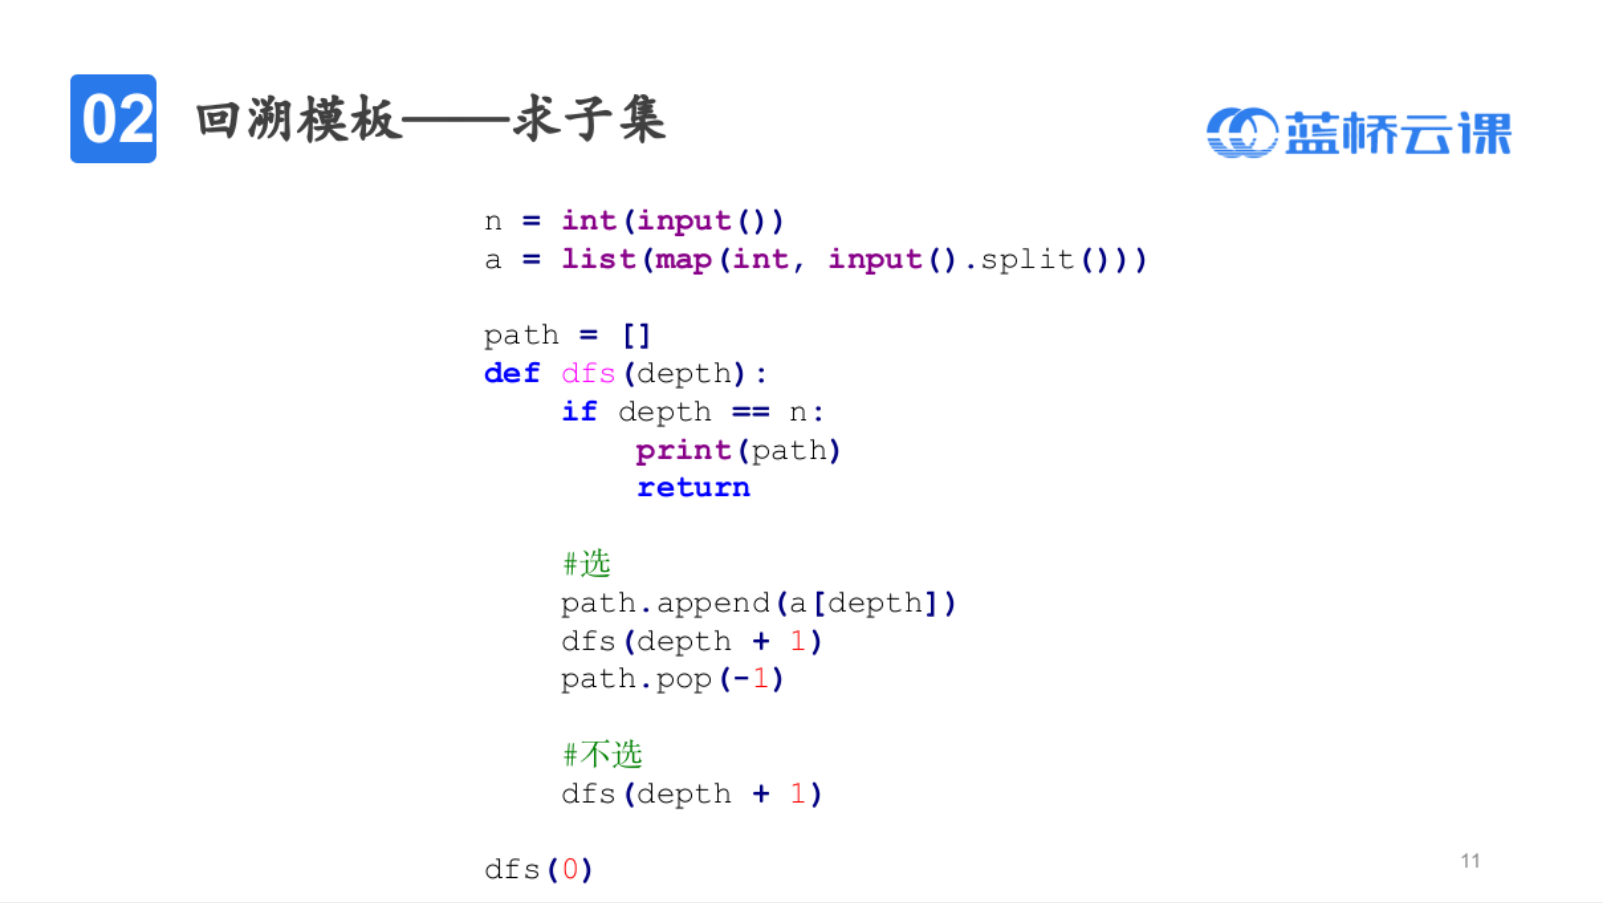 02 回溯模板——求子集
蓝桥云课
n = int(input())
a = list(map(int, input().split()))
path = []
def dfs(depth):
    if depth == n:
        print(path)
        return
    #选
    path.append(a[depth])
    dfs(depth + 1)
    path.pop(-1)
    #不选
    dfs(depth + 1)
dfs(0)
11